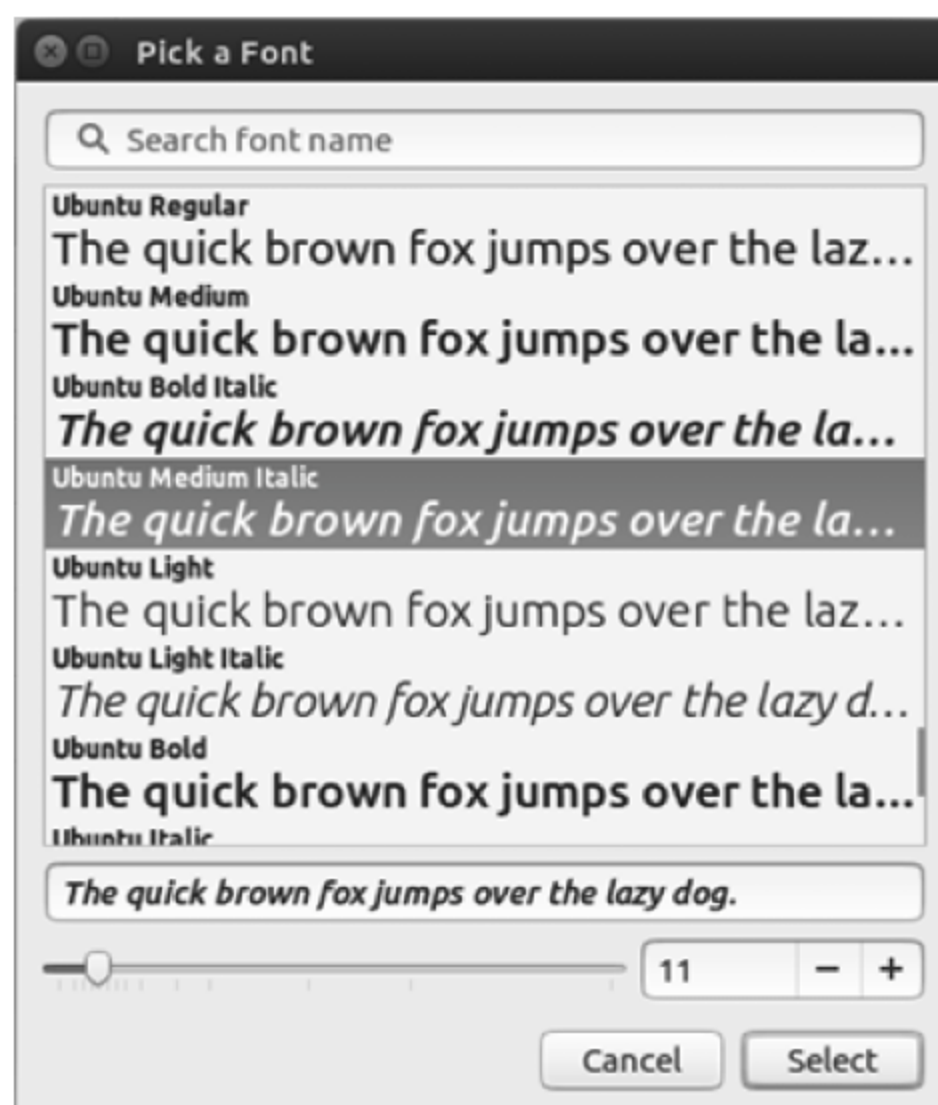 Pick a Font
Search font name
Ubuntu Regular
The quick brown fox jumps over the laz...
Ubuntu Medium
The quick brown fox jumps over the la...
Ubuntu Bold Italic
The quick brown fox jumps over the la...
Ubuntu Medium Italic
The quick brown fox jumps over the la...
Ubuntu Light
The quick brown fox jumps over the laz...
Ubuntu Light Italic
The quick brown fox jumps over the lazy d...
Ubuntu Bold
The quick brown fox jumps over the la...
Ubuntu Italic
The quick brown fox jumps over the lazy dog.
11 − +
Cancel Select